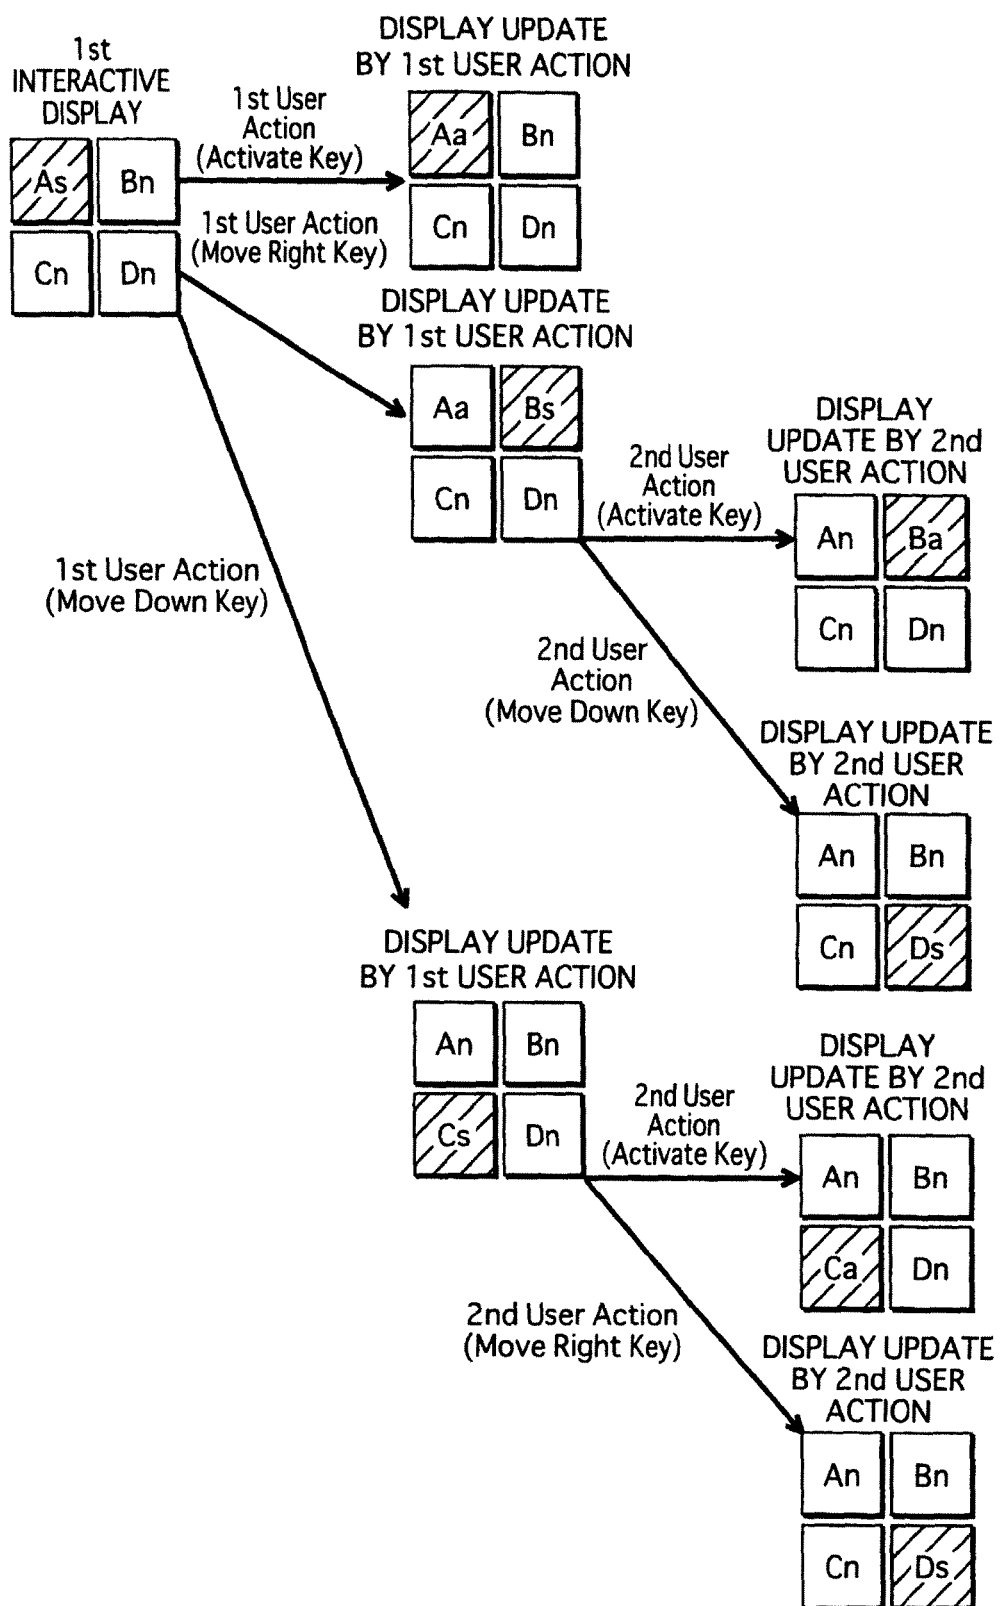 1st
INTERACTIVE
DISPLAY
As Bn
Cn Dn
1st User
Action
(Activate Key)
DISPLAY UPDATE
BY 1st USER ACTION
Aa Bn
Cn Dn
1st User Action
(Move Right Key)
DISPLAY UPDATE
BY 1st USER ACTION
Aa Bs
Cn Dn
2nd User
Action
(Activate Key)
DISPLAY
UPDATE BY 2nd
USER ACTION
An Ba
Cn Dn
1st User Action
(Move Down Key)
2nd User
Action
(Move Down Key)
DISPLAY UPDATE
BY 2nd USER
ACTION
An Bn
Cn Ds
DISPLAY UPDATE
BY 1st USER ACTION
An Bn
Cs Dn
2nd User
Action
(Activate Key)
DISPLAY
UPDATE BY 2nd
USER ACTION
An Bn
Ca Dn
2nd User Action
(Move Right Key)
DISPLAY UPDATE
BY 2nd USER
ACTION
An Bn
Cn Ds